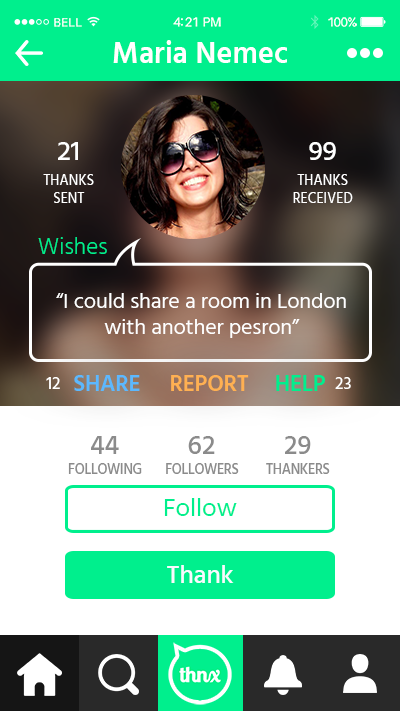 BELL 4:21 PM 100%
Maria Nemec
21
THANKS
SENT
99
THANKS
RECEIVED
Wishes
“I could share a room in London
with another pesron”
12 SHARE REPORT HELP 23
44 62 29
FOLLOWING FOLLOWERS THANKERS
Follow
Thank
thnx